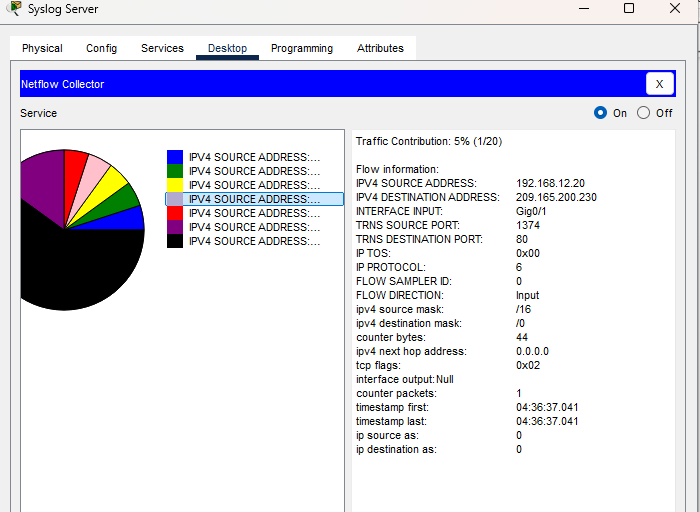 Syslog Server
Physical Config Services Desktop Programming Attributes
Netflow Collector X
Service On Off
IPV4 SOURCE ADDRESS:...
IPV4 SOURCE ADDRESS:...
IPV4 SOURCE ADDRESS:...
IPV4 SOURCE ADDRESS:...
IPV4 SOURCE ADDRESS:...
IPV4 SOURCE ADDRESS:...
IPV4 SOURCE ADDRESS:...
Traffic Contribution: 5% (1/20)
Flow information:
IPV4 SOURCE ADDRESS: 192.168.12.20
IPV4 DESTINATION ADDRESS: 209.165.200.230
INTERFACE INPUT: Gig0/1
TRNS SOURCE PORT: 1374
TRNS DESTINATION PORT: 80
IP TOS: 0x00
IP PROTOCOL: 6
FLOW SAMPLER ID: 0
FLOW DIRECTION: Input
ipv4 source mask: /16
ipv4 destination mask: /0
counter bytes: 44
ipv4 next hop address: 0.0.0.0
tcp flags: 0x02
interface output:Null
counter packets: 1
timestamp first: 04:36:37.041
timestamp last: 04:36:37.041
ip source as: 0
ip destination as: 0